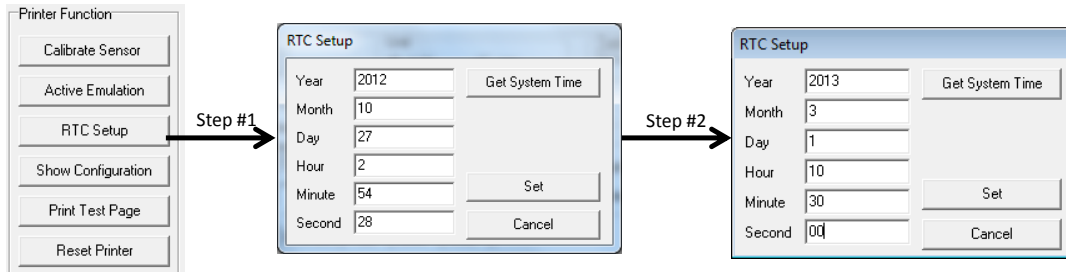 Printer Function
Calibrate Sensor
Active Emulation
RTC Setup
Show Configuration
Print Test Page
Reset Printer
Step #1
RTC Setup
Year 2012 Get System Time
Month 10
Day 27
Hour 2
Minute 54 Set
Second 28 Cancel
Step #2
RTC Setup
Year 2013 Get System Time
Month 3
Day 1
Hour 10
Minute 30 Set
Second 00 Cancel